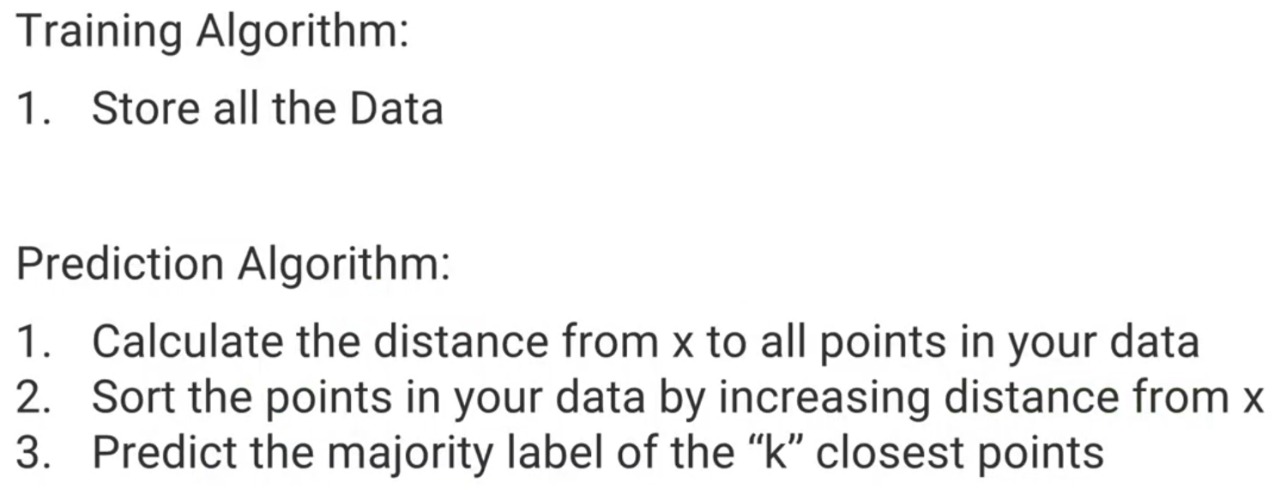 Training Algorithm:
1. Store all the Data
Prediction Algorithm:
1. Calculate the distance from x to all points in your data
2. Sort the points in your data by increasing distance from x
3. Predict the majority label of the “k” closest points